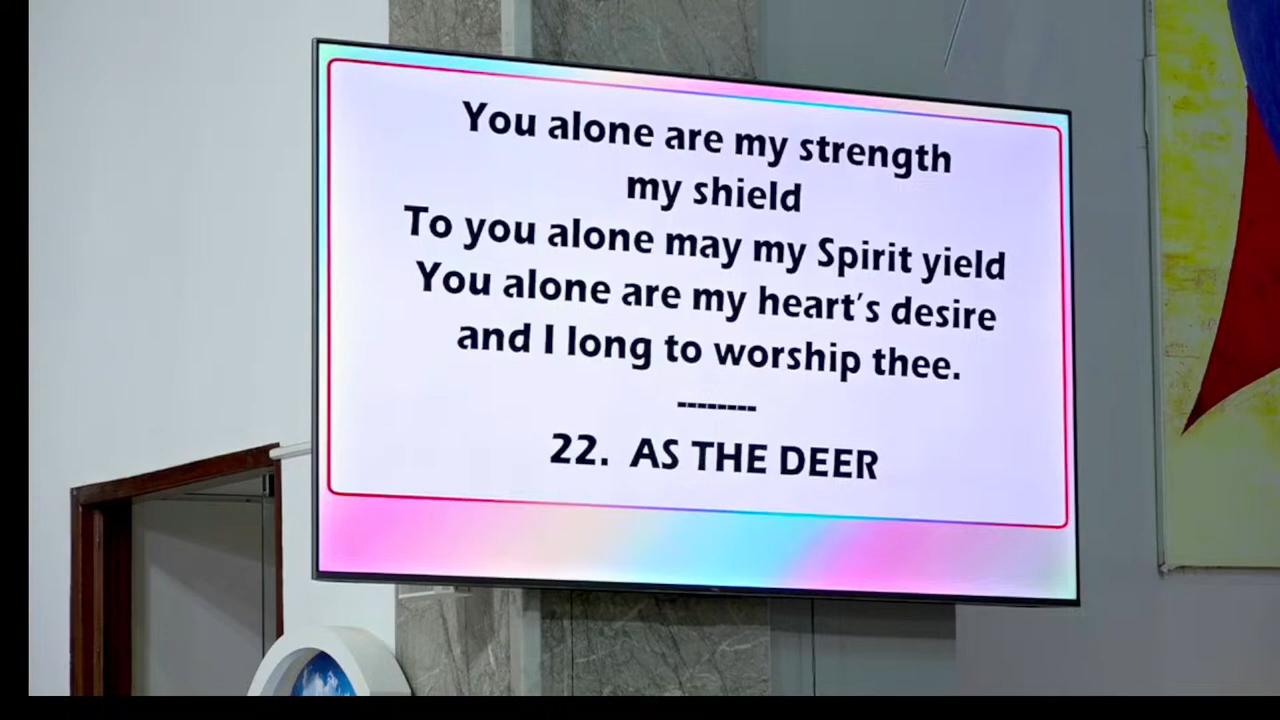 You alone are my strength
my shield
To you alone may my Spirit yield
You alone are my heart's desire
and I long to worship thee.
--------
22. AS THE DEER